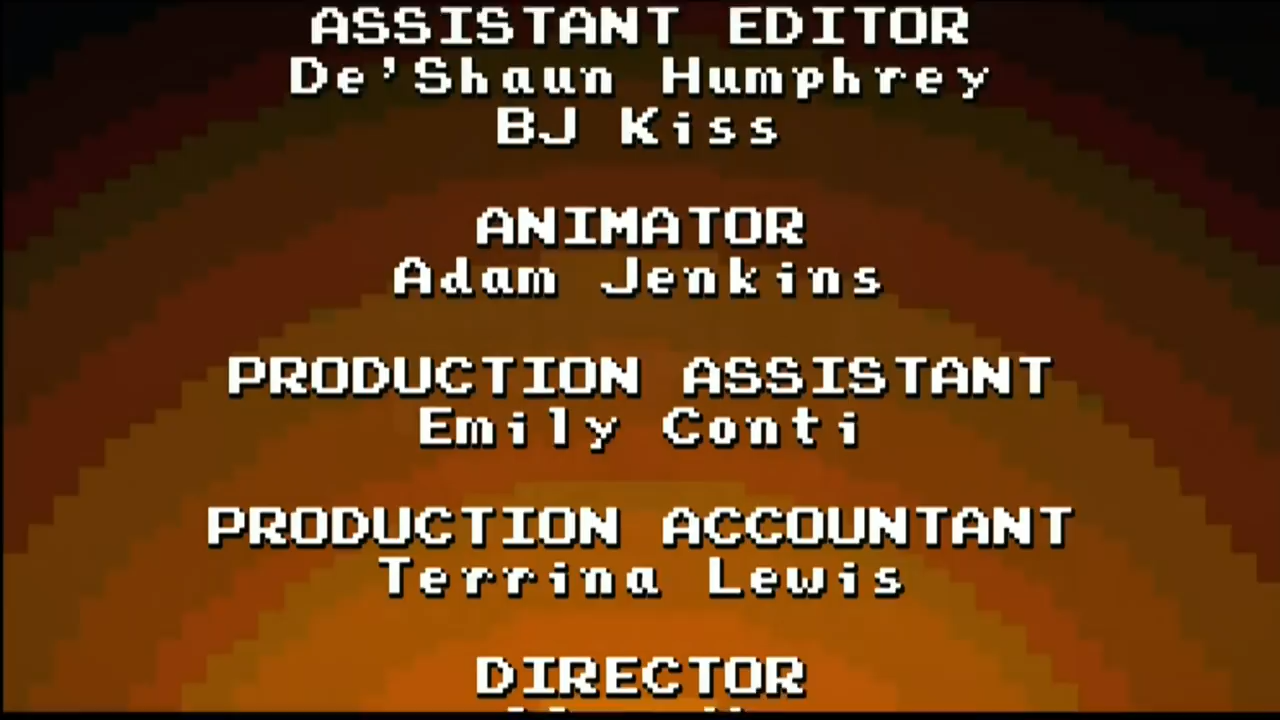 ASSISTANT EDITOR
De'Shaun Humphrey
BJ Kiss
ANIMATOR
Adam Jenkins
PRODUCTION ASSISTANT
Emily Conti
PRODUCTION ACCOUNTANT
Terrina Lewis
DIRECTOR